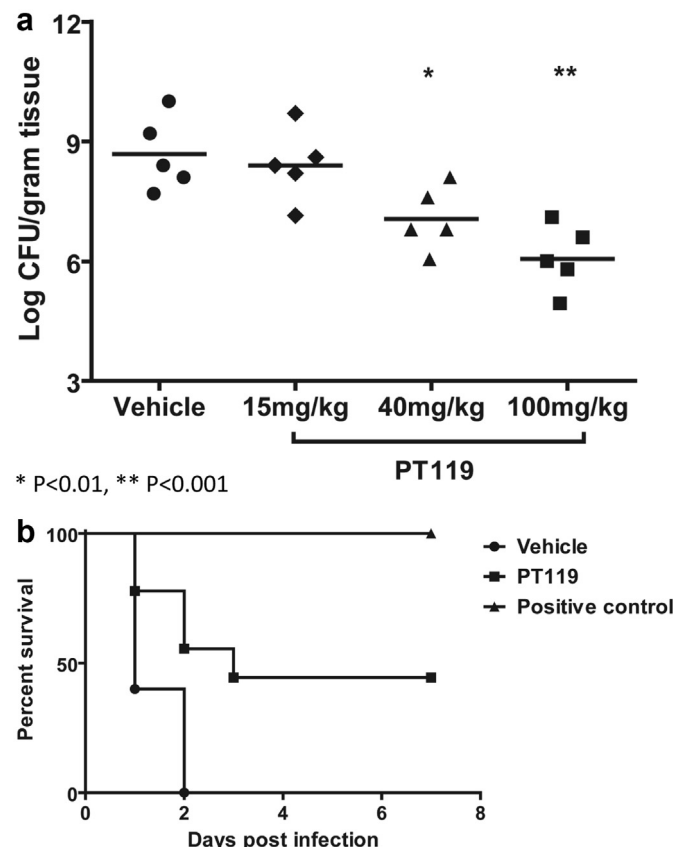 a
Log CFU/gram tissue
12
9
6
3
* **
Vehicle 15mg/kg 40mg/kg 100mg/kg
PT119
* P<0.01, ** P<0.001
b
Percent survival
100
50
0
0 2 4 6 8
Days post infection
Vehicle
PT119
Positive control